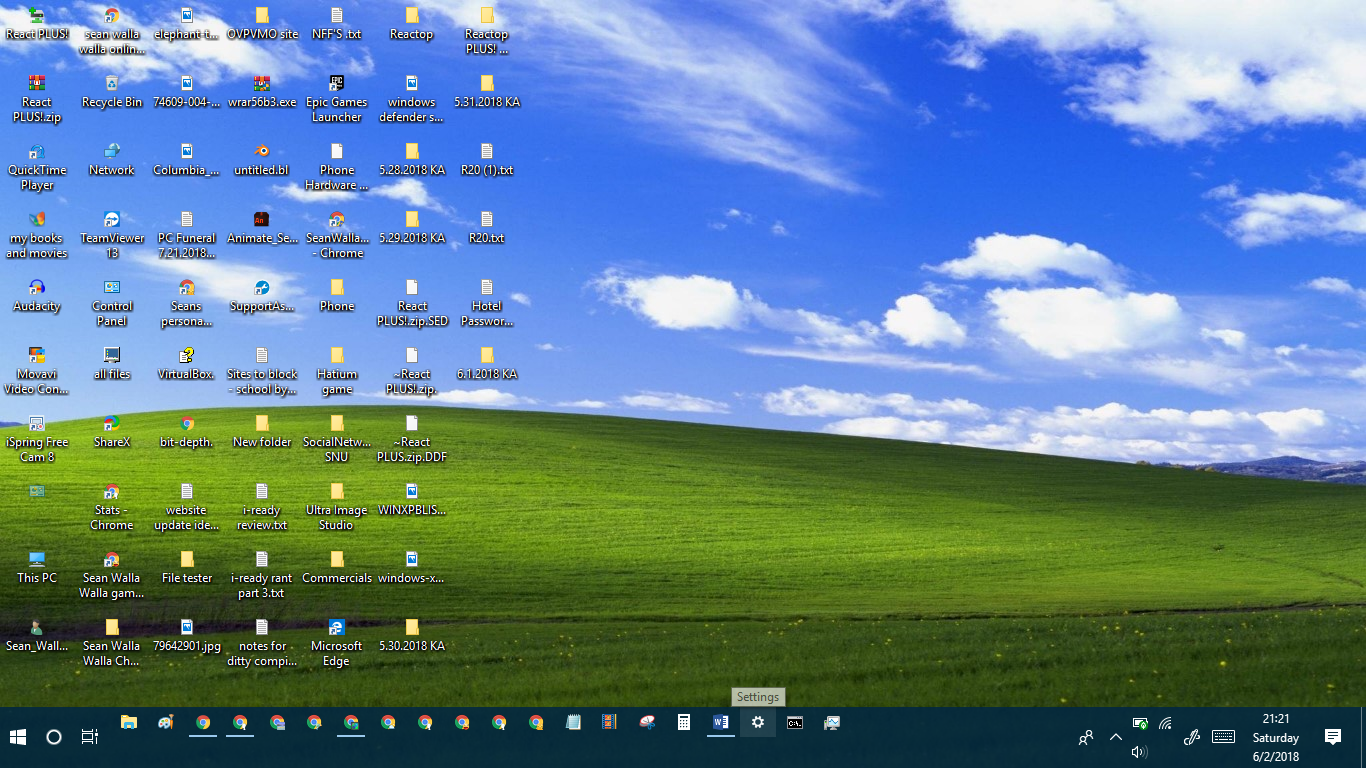 React PLUS!
sean walla
walla onlin...
elephant-t...
OVPVMO site
NFF'S .txt
Reactop
Reactop
PLUS! ...
React
PLUS!.zip
Recycle Bin
74609-004-...
wrar56b3.exe
Epic Games
Launcher
windows
defender s...
5.31.2018 KA
QuickTime
Player
Network
Columbia_...
untitled.bl
Phone
Hardware ...
5.28.2018 KA
R20 (1).txt
my books
and movies
TeamViewer
13
PC Funeral
7.21.2018...
Animate_Se...
SeanWalla...
- Chrome
5.29.2018 KA
R20.txt
Audacity
Control
Panel
Seans
persona...
SupportAs...
Phone
React
PLUS!.zip.SED
Hotel
Passwor...
Movavi
Video Con...
all files
VirtualBox.
Sites to block
- school by...
Hatium
game
~React
PLUS!.zip.
6.1.2018 KA
iSpring Free
Cam 8
ShareX
bit-depth.
New folder
SocialNetw...
SNU
~React
PLUS.zip.DDF
Stats -
Chrome
website
update ide...
i-ready
review.txt
Ultra Image
Studio
WINXPBLIS...
This PC
Sean Walla
Walla gam...
File tester
i-ready rant
part 3.txt
Commercials
windows-x...
Sean_Wall...
Sean Walla
Walla Ch...
79642901.jpg
notes for
ditty compi...
Microsoft
Edge
5.30.2018 KA
Settings
21:21
Saturday
6/2/2018